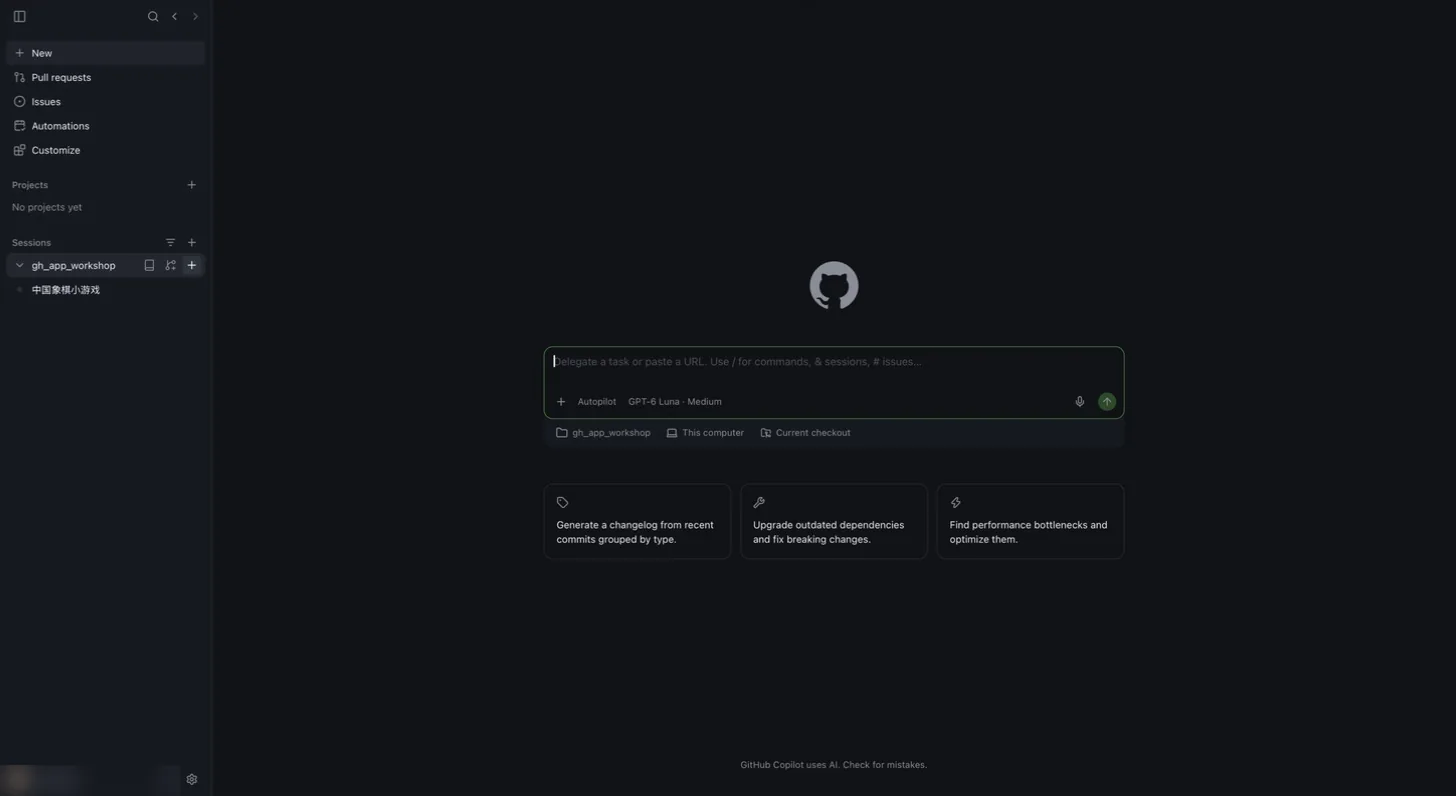 New
Pull requests
Issues
Automations
Customize
Projects
No projects yet
Sessions
gh_app_workshop
中国象棋小游戏
Delegate a task or paste a URL. Use / for commands, & sessions, # issues...
Autopilot GPT-6 Luna · Medium
gh_app_workshop This computer Current checkout
Generate a changelog from recent
commits grouped by type.
Upgrade outdated dependencies
and fix breaking changes.
Find performance bottlenecks and
optimize them.
GitHub Copilot uses AI. Check for mistakes.